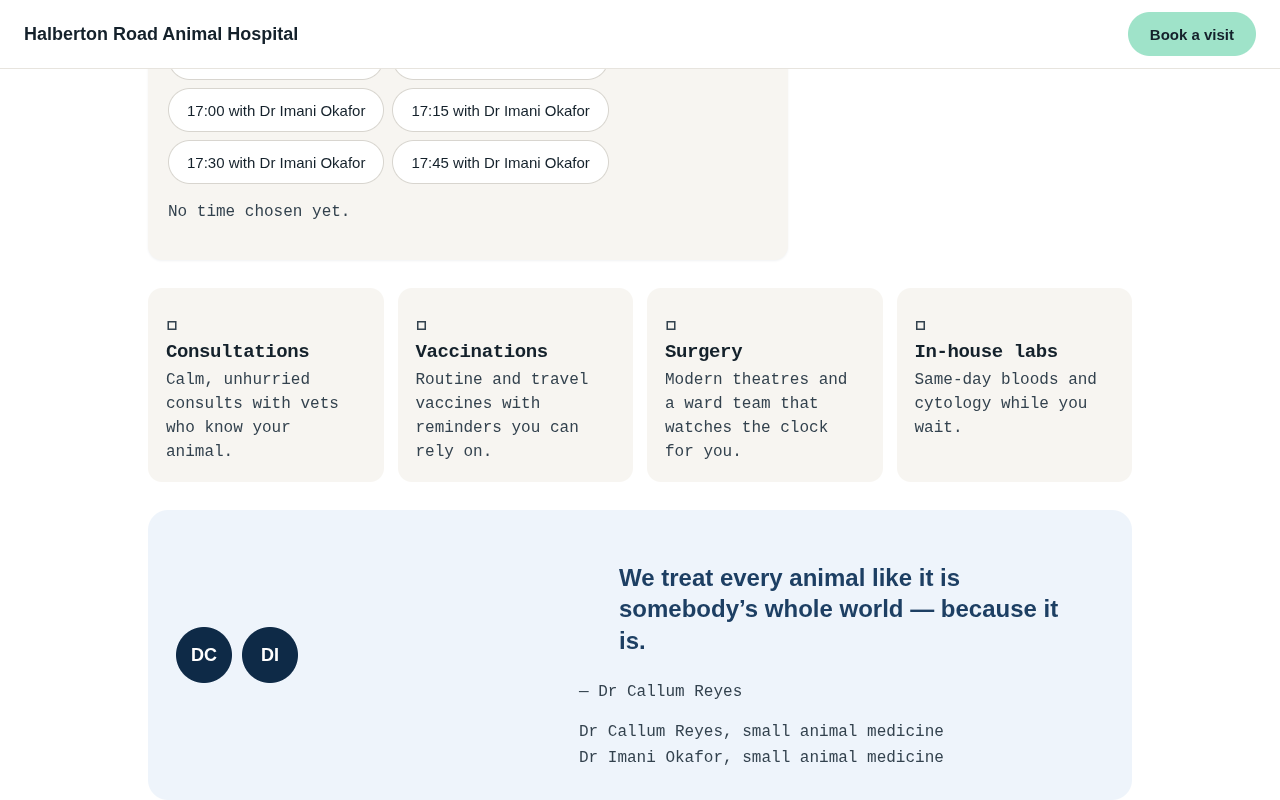 Halberton Road Animal Hospital
Book a visit
17:00 with Dr Imani Okafor
17:15 with Dr Imani Okafor
17:30 with Dr Imani Okafor
17:45 with Dr Imani Okafor
No time chosen yet.
Consultations
Calm, unhurried
consults with vets
who know your
animal.
Vaccinations
Routine and travel
vaccines with
reminders you can
rely on.
Surgery
Modern theatres and
a ward team that
watches the clock
for you.
In-house labs
Same-day bloods and
cytology while you
wait.
DC
DI
We treat every animal like it is
somebody’s whole world — because it
is.
— Dr Callum Reyes
Dr Callum Reyes, small animal medicine
Dr Imani Okafor, small animal medicine